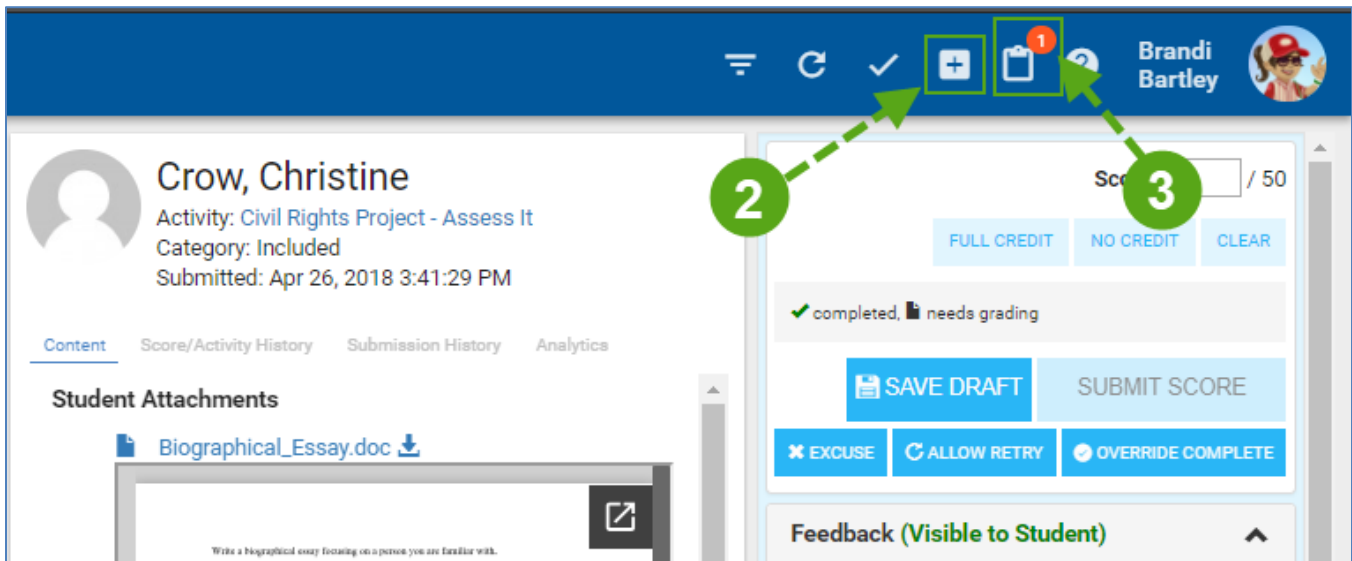 1
Brandi
Bartley
Crow, Christine
Activity: Civil Rights Project - Assess It
Category: Included
Submitted: Apr 26, 2018 3:41:29 PM
Content Score/Activity History Submission History Analytics
Student Attachments
Biographical_Essay.doc
Write a biographical essay focusing on a person you are familiar with.
2
3
/ 50
FULL CREDIT NO CREDIT CLEAR
completed, needs grading
SAVE DRAFT SUBMIT SCORE
EXCUSE ALLOW RETRY OVERRIDE COMPLETE
Feedback (Visible to Student)